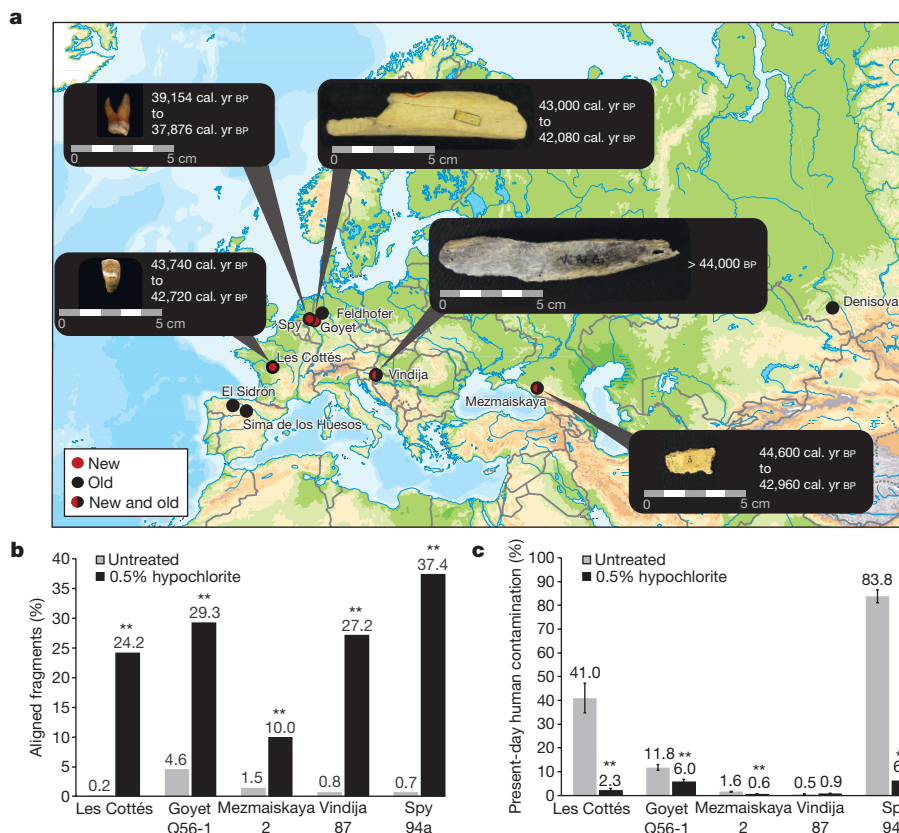 a
39,154 cal. yr BP
to
37,876 cal. yr BP
0 5 cm
43,000 cal. yr BP
to
42,080 cal. yr BP
0 5 cm
43,740 cal. yr BP
to
42,720 cal. yr BP
0 5 cm
> 44,000 BP
0 5 cm
Denisova
Feldhofer
Spy
Goyet
Les Cottés
Vindija
El Sidrón
Mezmaiskaya
Sima de los Huesos
44,600 cal. yr BP
to
42,960 cal. yr BP
0 5 cm
New
Old
New and old
b
Aligned fragments (%)
Untreated
0.5% hypochlorite
40
35
30
25
20
15
10
5
0
0.2
**
24.2
4.6
**
29.3
1.5
**
10.0
0.8
**
27.2
0.7
**
37.4
Les Cottés
Goyet
Q56-1
Mezmaiskaya
2
Vindija
87
Spy
94a
c
Present-day human contamination (%)
Untreated
0.5% hypochlorite
100
90
80
70
60
50
40
30
20
10
0
41.0
**
2.3
11.8
**
6.0
1.6
**
0.6
0.5
0.9
83.8
Les Cottés
Goyet
Q56-1
Mezmaiskaya
2
Vindija
87